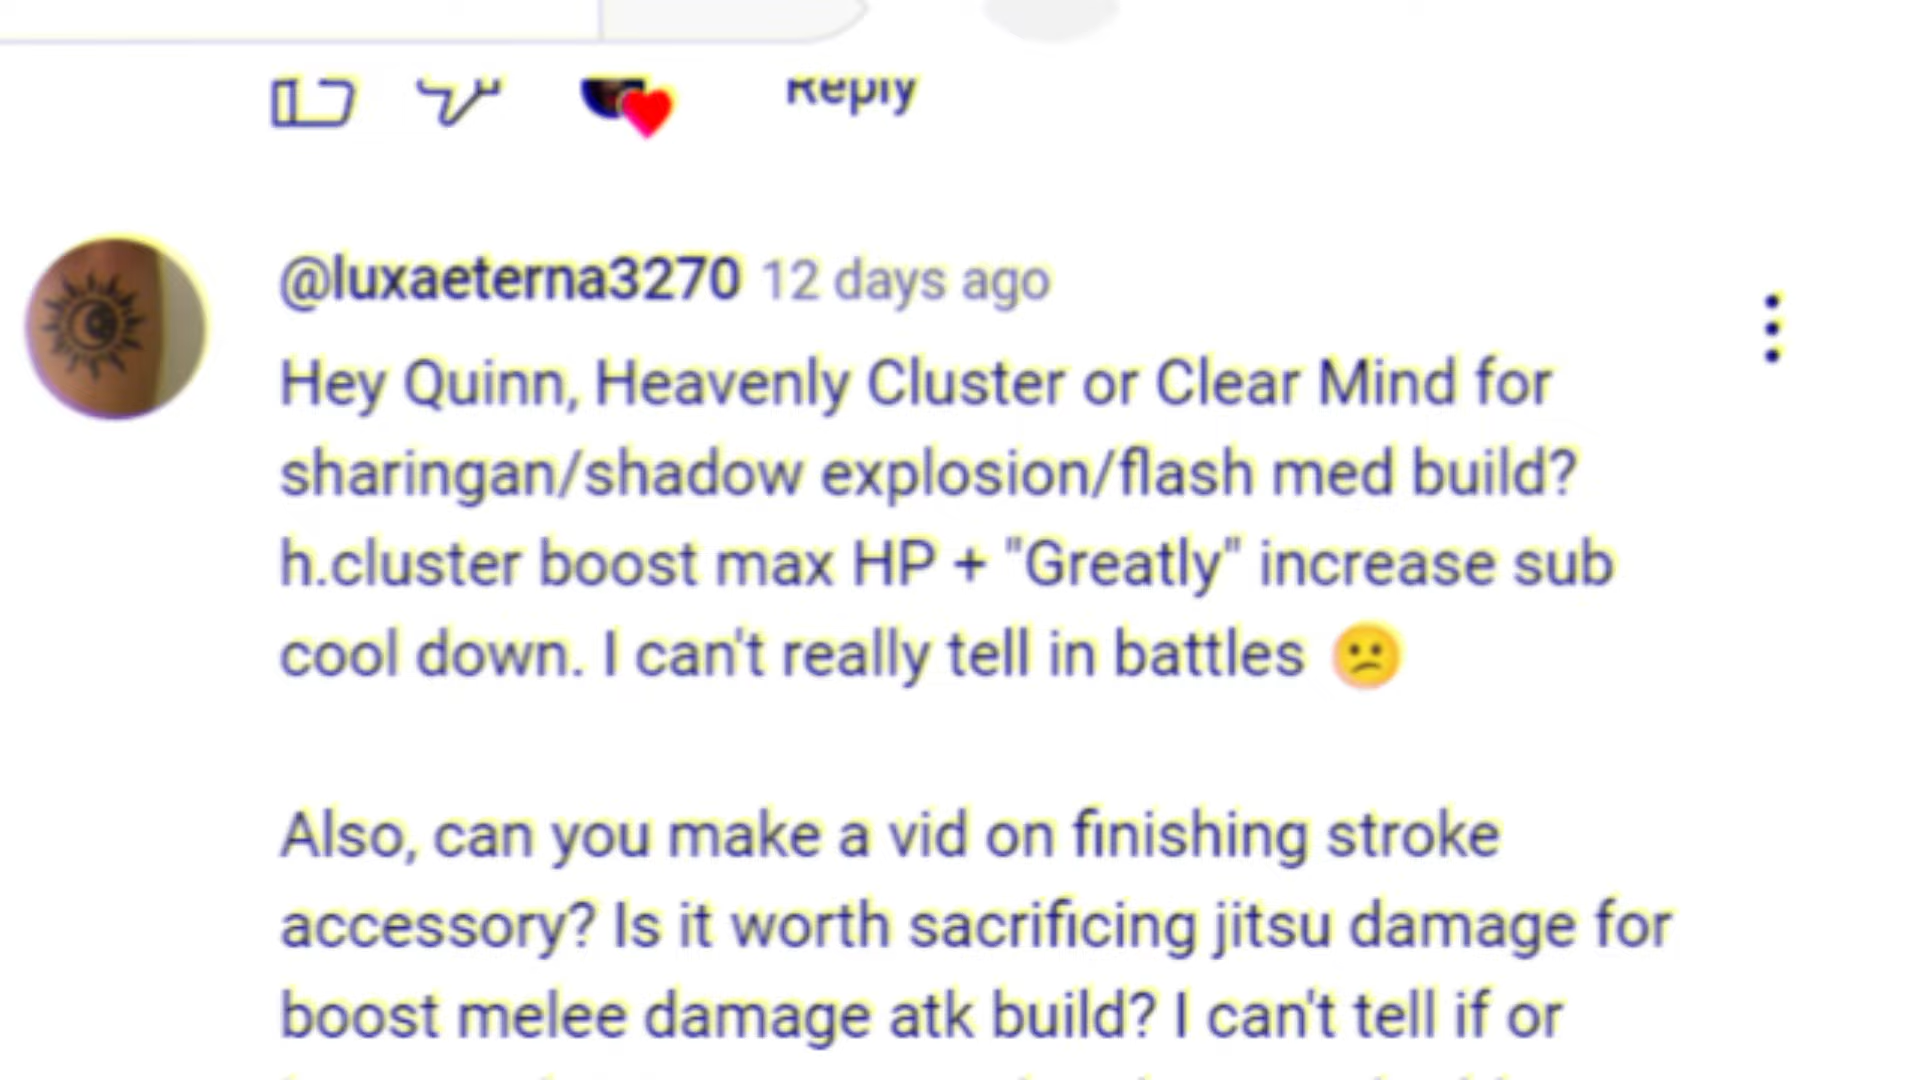 Reply
@luxaeterna3270 12 days ago
Hey Quinn, Heavenly Cluster or Clear Mind for
sharingan/shadow explosion/flash med build?
h.cluster boost max HP + "Greatly" increase sub
cool down. I can't really tell in battles 😕
Also, can you make a vid on finishing stroke
accessory? Is it worth sacrificing jitsu damage for
boost melee damage atk build? I can't tell if or